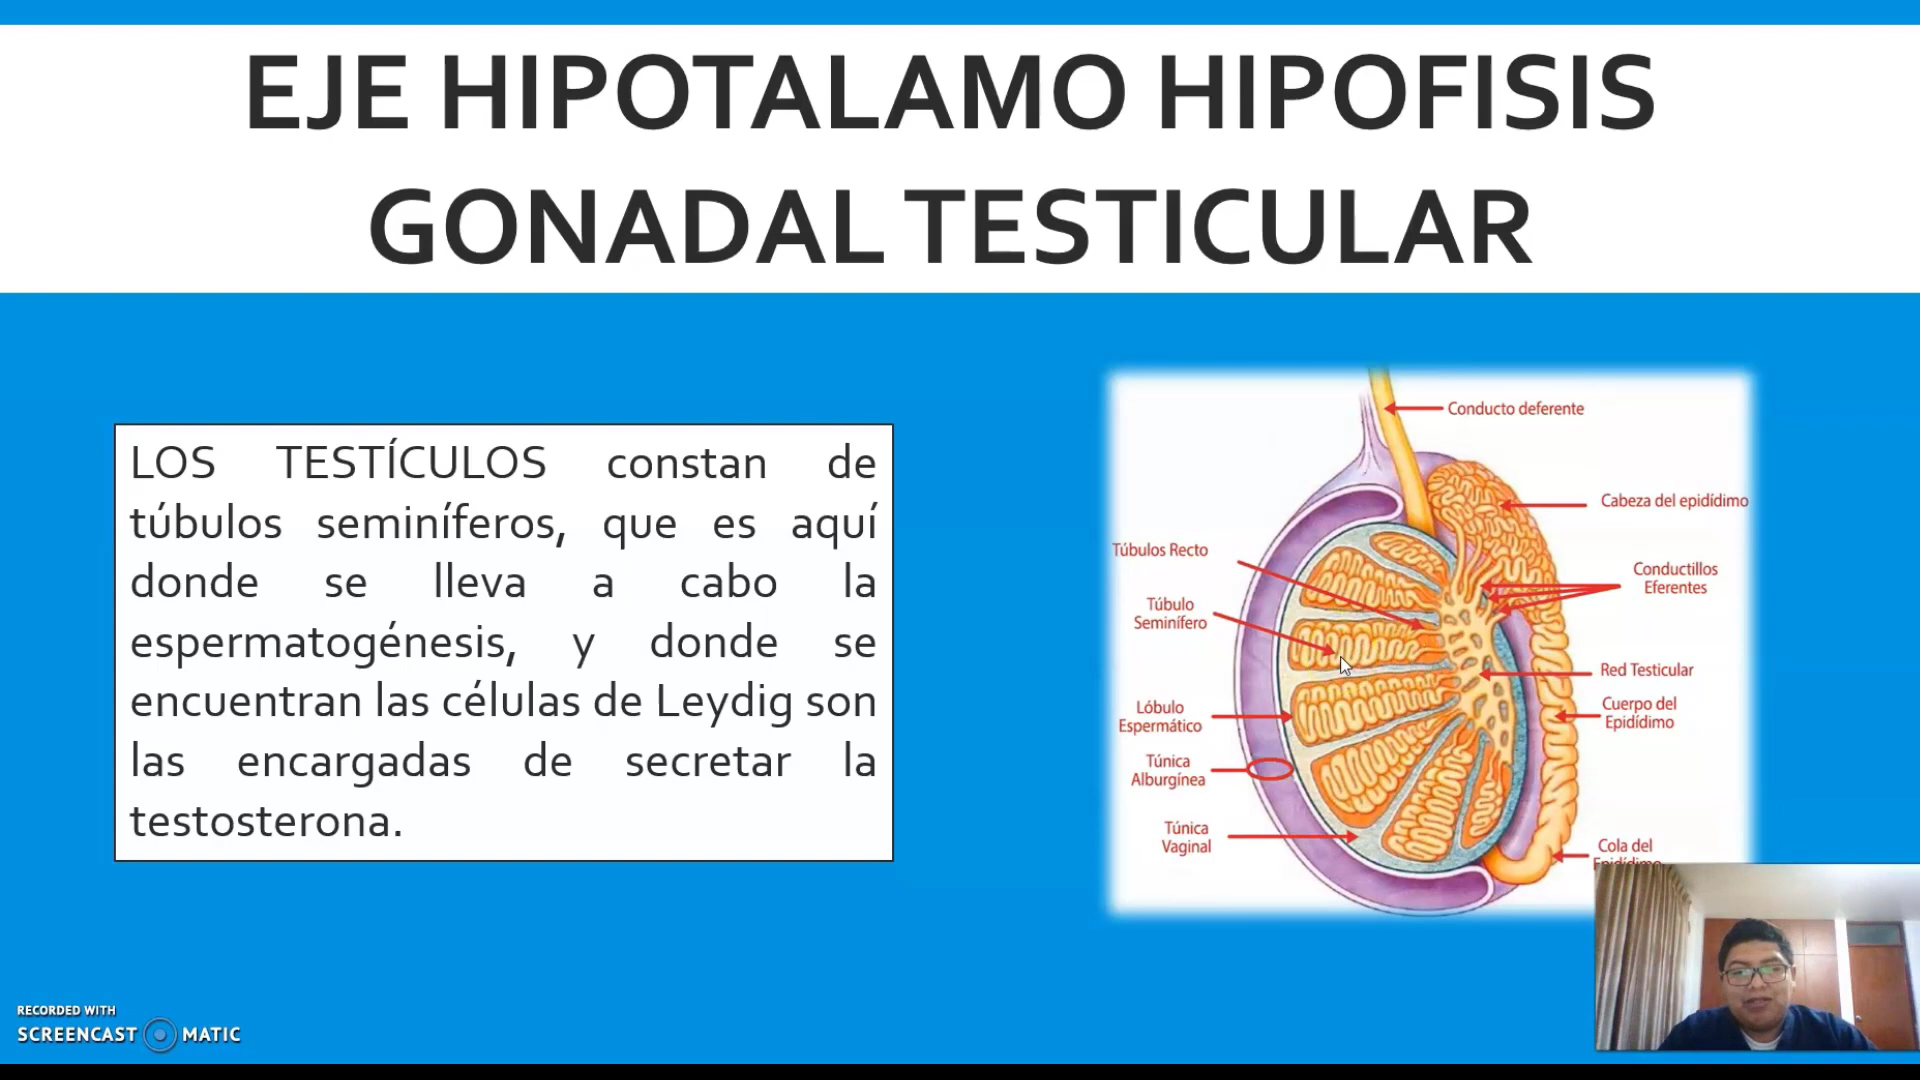 EJE HIPOTALAMO HIPOFISIS
GONADAL TESTICULAR
LOS TESTÍCULOS constan de
túbulos seminíferos, que es aquí
donde se lleva a cabo la
espermatogénesis, y donde se
encuentran las células de Leydig son
las encargadas de secretar la
testosterona.
Conducto deferente
Cabeza del epidídimo
Túbulos Recto
Conductillos
Eferentes
Túbulo
Seminífero
Red Testicular
Lóbulo
Espermático
Cuerpo del
Epidídimo
Túnica
Alburgínea
Túnica
Vaginal
Cola del
Epidídimo
RECORDED WITH
SCREENCAST MATIC